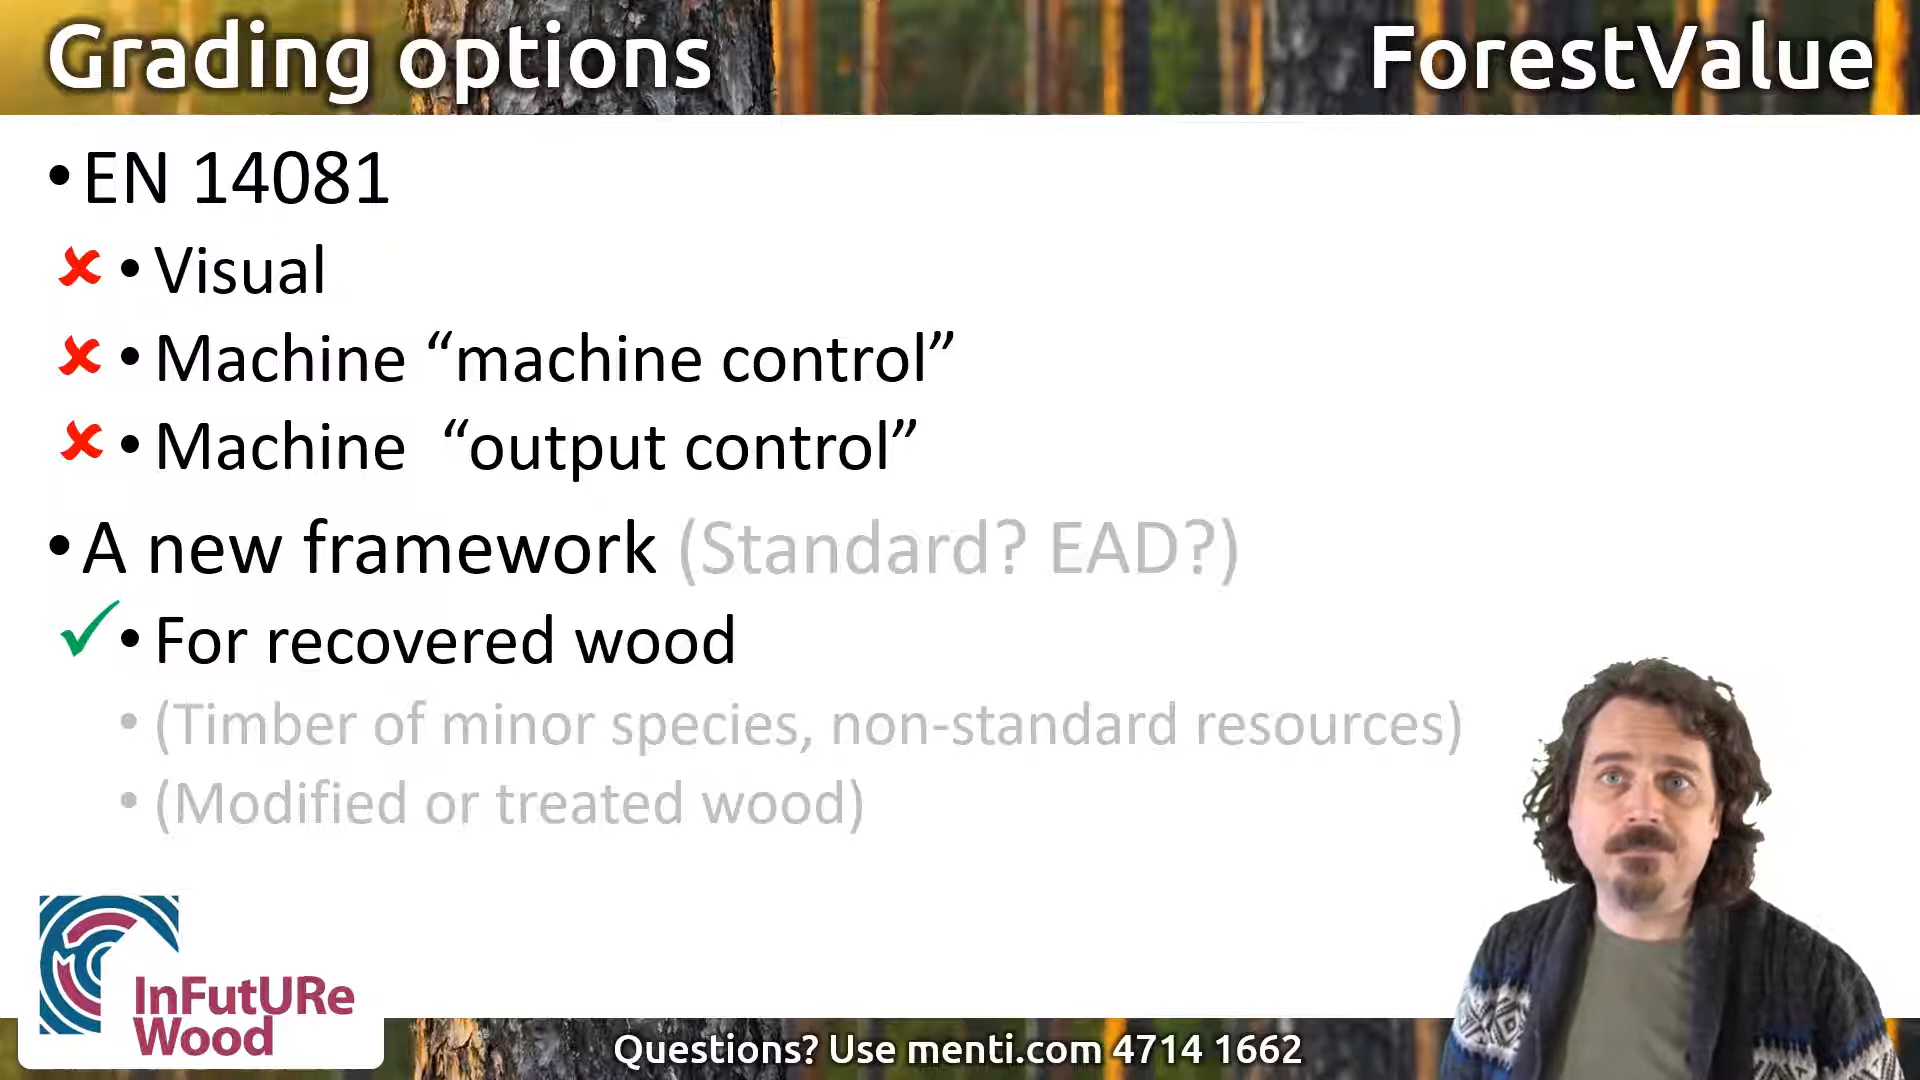 Grading options
ForestValue
•EN 14081
✘ • Visual
✘ • Machine “machine control”
✘ • Machine “output control”
•A new framework (Standard? EAD?)
✓ • For recovered wood
• (Timber of minor species, non-standard resources)
• (Modified or treated wood)
InFutURe
Wood
Questions? Use menti.com 4714 1662